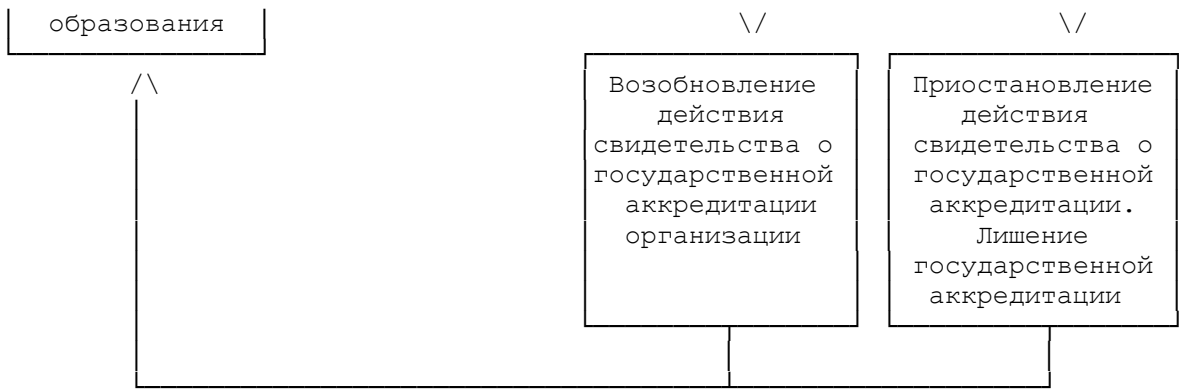 образования
\/ \/
/\
Возобновление
действия
свидетельства о
государственной
аккредитации
организации
Приостановление
действия
свидетельства о
государственной
аккредитации.
Лишение
государственной
аккредитации